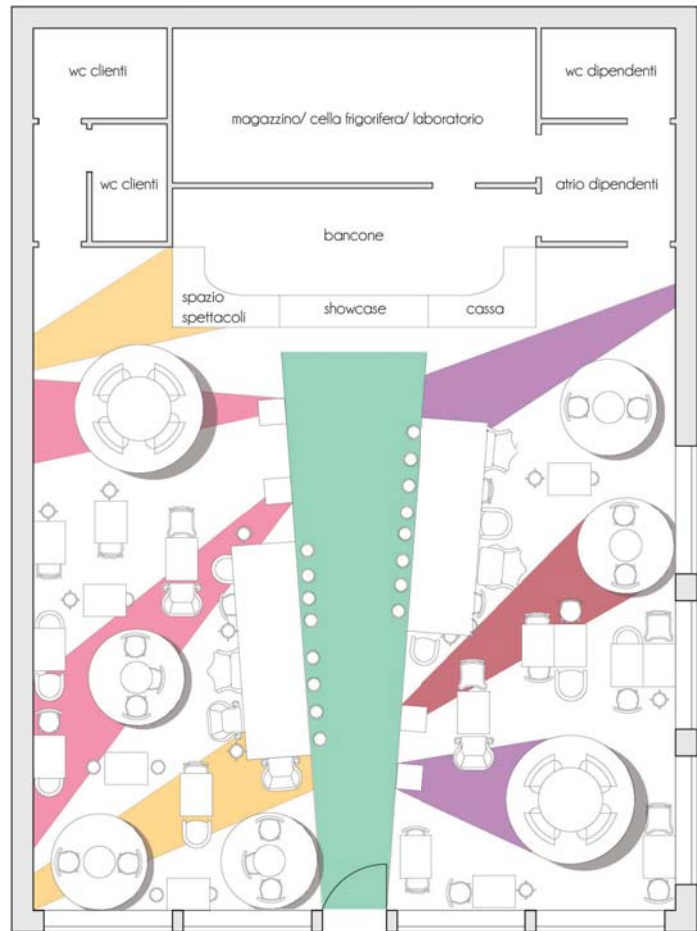 wc clienti
wc dipendenti
magazzino/ cella frigorifera/ laboratorio
wc clienti
atrio dipendenti
bancone
spazio
spettacoli
showcase
cassa